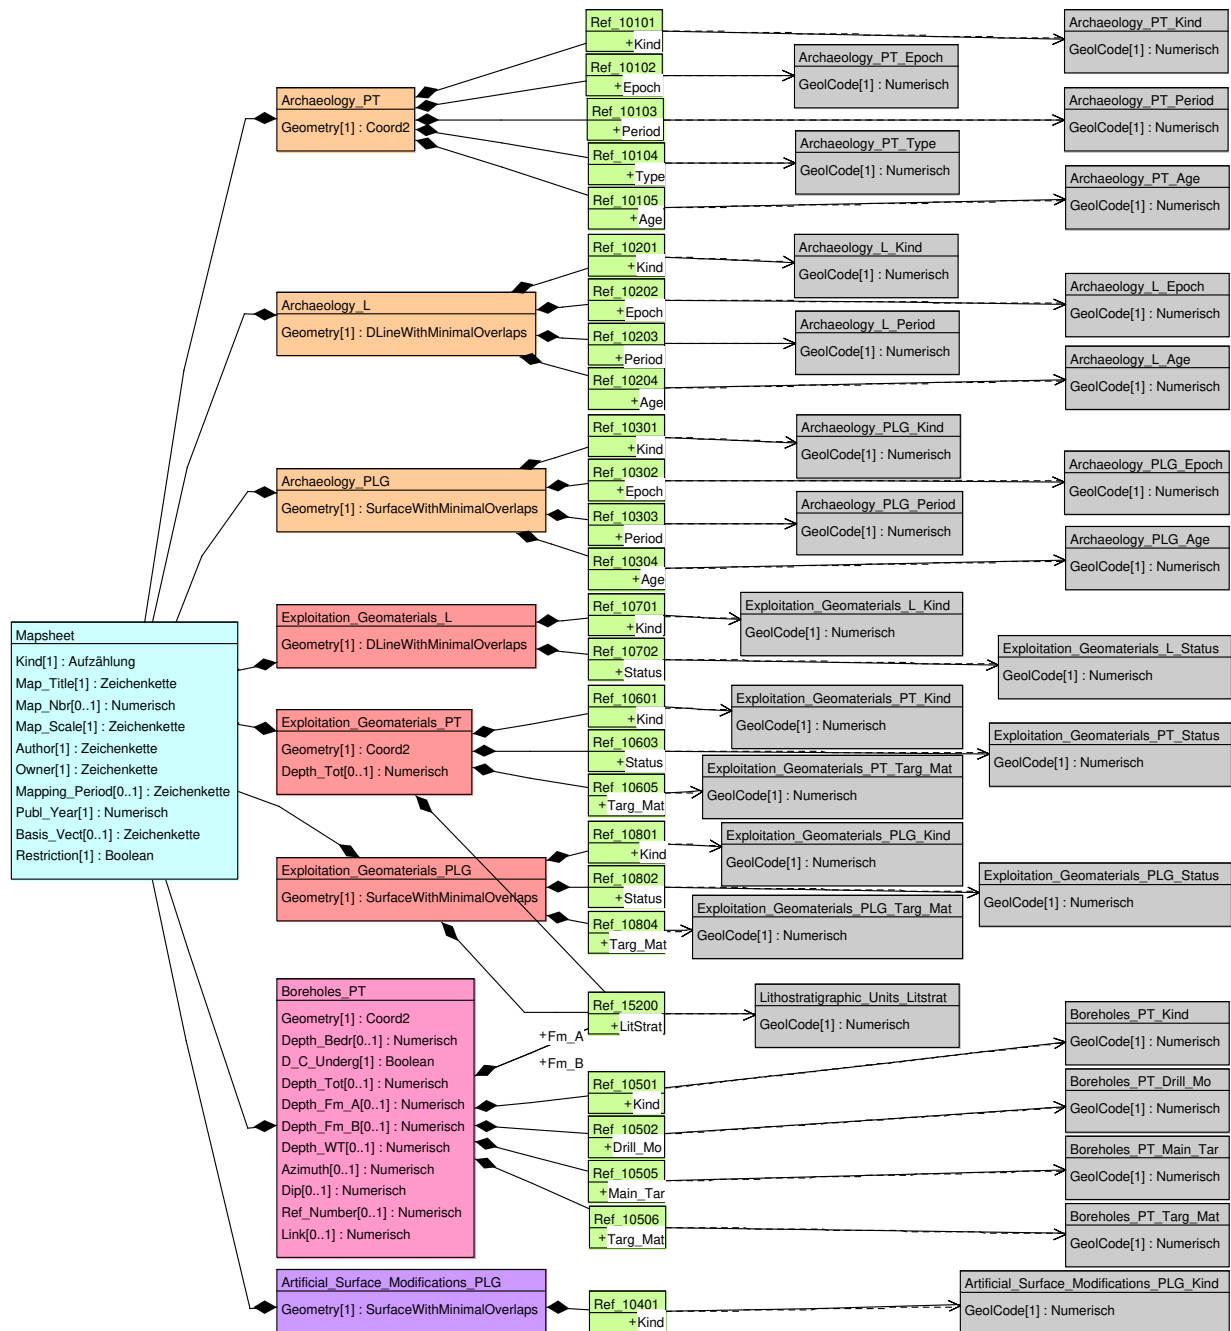 Mapsheet
Kind[1] : Aufzählung
Map_Title[1] : Zeichenkette
Map_Nbr[0..1] : Numerisch
Map_Scale[1] : Zeichenkette
Author[1] : Zeichenkette
Owner[1] : Zeichenkette
Mapping_Period[0..1] : Zeichenkette
Publ_Year[1] : Numerisch
Basis_Vect[0..1] : Zeichenkette
Restriction[1] : Boolean
Archaeology_PT
Geometry[1] : Coord2
Ref_10101
+Kind
Archaeology_PT_Kind
GeolCode[1] : Numerisch
Ref_10102
+Epoch
Archaeology_PT_Epoch
GeolCode[1] : Numerisch
Ref_10103
+Period
Archaeology_PT_Period
GeolCode[1] : Numerisch
Ref_10104
+Type
Archaeology_PT_Type
GeolCode[1] : Numerisch
Ref_10105
+Age
Archaeology_PT_Age
GeolCode[1] : Numerisch
Archaeology_L
Geometry[1] : DLineWithMinimalOverlaps
Ref_10201
+Kind
Archaeology_L_Kind
GeolCode[1] : Numerisch
Ref_10202
+Epoch
Archaeology_L_Epoch
GeolCode[1] : Numerisch
Ref_10203
+Period
Archaeology_L_Period
GeolCode[1] : Numerisch
Ref_10204
+Age
Archaeology_L_Age
GeolCode[1] : Numerisch
Archaeology_PLG
Geometry[1] : SurfaceWithMinimalOverlaps
Ref_10301
+Kind
Archaeology_PLG_Kind
GeolCode[1] : Numerisch
Ref_10302
+Epoch
Archaeology_PLG_Epoch
GeolCode[1] : Numerisch
Ref_10303
+Period
Archaeology_PLG_Period
GeolCode[1] : Numerisch
Ref_10304
+Age
Archaeology_PLG_Age
GeolCode[1] : Numerisch
Exploitation_Geomaterials_L
Geometry[1] : DLineWithMinimalOverlaps
Ref_10701
+Kind
Exploitation_Geomaterials_L_Kind
GeolCode[1] : Numerisch
Ref_10702
+Status
Exploitation_Geomaterials_L_Status
GeolCode[1] : Numerisch
Exploitation_Geomaterials_PT
Geometry[1] : Coord2
Depth_Tot[0..1] : Numerisch
Ref_10601
+Kind
Exploitation_Geomaterials_PT_Kind
GeolCode[1] : Numerisch
Ref_10603
+Status
Exploitation_Geomaterials_PT_Status
GeolCode[1] : Numerisch
Ref_10605
+Targ_Mat
Exploitation_Geomaterials_PT_Targ_Mat
GeolCode[1] : Numerisch
Exploitation_Geomaterials_PLG
Geometry[1] : SurfaceWithMinimalOverlaps
Ref_10801
+Kind
Exploitation_Geomaterials_PLG_Kind
GeolCode[1] : Numerisch
Ref_10802
+Status
Exploitation_Geomaterials_PLG_Status
GeolCode[1] : Numerisch
Ref_10804
+Targ_Mat
Exploitation_Geomaterials_PLG_Targ_Mat
GeolCode[1] : Numerisch
Boreholes_PT
Geometry[1] : Coord2
Depth_Bedr[0..1] : Numerisch
D_C_Underg[1] : Boolean
Depth_Tot[0..1] : Numerisch
Depth_Fm_A[0..1] : Numerisch
Depth_Fm_B[0..1] : Numerisch
Depth_WT[0..1] : Numerisch
Azimuth[0..1] : Numerisch
Dip[0..1] : Numerisch
Ref_Number[0..1] : Numerisch
Link[0..1] : Numerisch
+Fm_A
+Fm_B
Ref_15200
+LitStrat
Lithostratigraphic_Units_Litstrat
GeolCode[1] : Numerisch
Ref_10501
+Kind
Boreholes_PT_Kind
GeolCode[1] : Numerisch
Ref_10502
+Drill_Mo
Boreholes_PT_Drill_Mo
GeolCode[1] : Numerisch
Ref_10505
+Main_Tar
Boreholes_PT_Main_Tar
GeolCode[1] : Numerisch
Ref_10506
+Targ_Mat
Boreholes_PT_Targ_Mat
GeolCode[1] : Numerisch
Artificial_Surface_Modifications_PLG
Geometry[1] : SurfaceWithMinimalOverlaps
Ref_10401
+Kind
Artificial_Surface_Modifications_PLG_Kind
GeolCode[1] : Numerisch